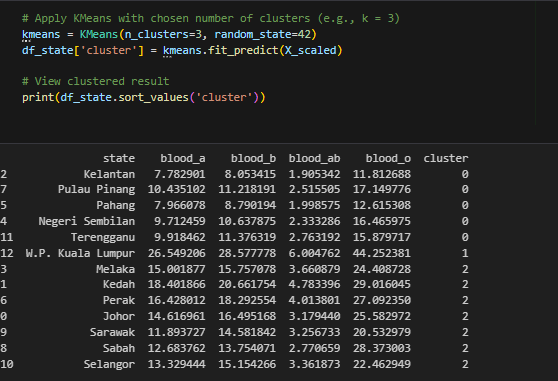 # Apply KMeans with chosen number of clusters (e.g., k = 3)
kmeans = KMeans(n_clusters=3, random_state=42)
df_state['cluster'] = kmeans.fit_predict(X_scaled)
# View clustered result
print(df_state.sort_values('cluster'))
state blood_a blood_b blood_ab blood_o cluster
2 Kelantan 7.782901 8.053415 1.905342 11.812688 0
7 Pulau Pinang 10.435102 11.218191 2.515505 17.149776 0
5 Pahang 7.966078 8.790194 1.998575 12.615308 0
4 Negeri Sembilan 9.712459 10.637875 2.333286 16.465975 0
11 Terengganu 9.918462 11.376319 2.763192 15.879717 0
12 W.P. Kuala Lumpur 26.549206 28.577778 6.004762 44.252381 1
3 Melaka 15.001877 15.757078 3.660879 24.408728 2
1 Kedah 18.401866 20.661754 4.783396 29.016045 2
6 Perak 16.428012 18.292554 4.013801 27.092350 2
0 Johor 14.616961 16.495168 3.179440 25.582972 2
9 Sarawak 11.893727 14.581842 3.256733 20.532979 2
8 Sabah 12.683762 13.754071 2.770659 28.373003 2
10 Selangor 13.329444 15.154266 3.361873 22.462949 2